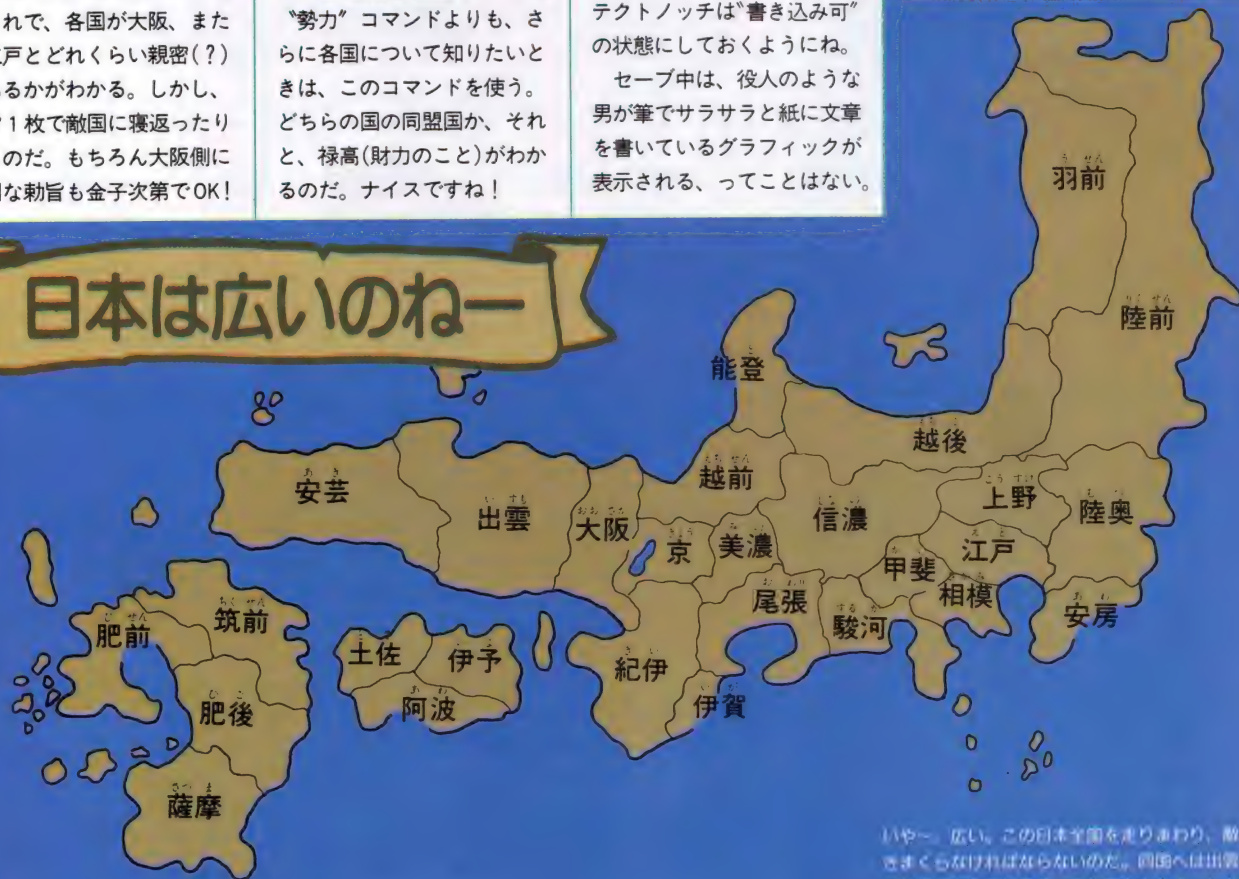 れで、各国が大阪、また
戸とどれくらい親密(?)
るかがわかる。しかし、
1枚で敵国に寝返ったり
のだ。もちろん大阪側に
な勅旨も金子次第でOK!
〝勢力〞コマンドよりも、さ
らに各国について知りたいと
きは、このコマンドを使う。
どちらの国の同盟国か、それ
と、禄高(財力のこと)がわか
るのだ。ナイスですね！
テクトノッチは〝書き込み可〞
の状態にしておくようにね。
セーブ中は、役人のような
男が筆でサラサラと紙に文章
を書いているグラフィックが
表示される、ってことはない。
日本は広いのねー
羽前
陸前
能登
越後
越前
上野
陸奥
安芸
出雲
大阪
京
美濃
信濃
江戸
甲斐
相模
尾張
駿河
安房
肥前
筑前
土佐
伊予
紀伊
阿波
伊賀
肥後
薩摩
いやー、広い。この日本全国を走りまわり、敵
きまくらなければならないのだ。四国へは出雲